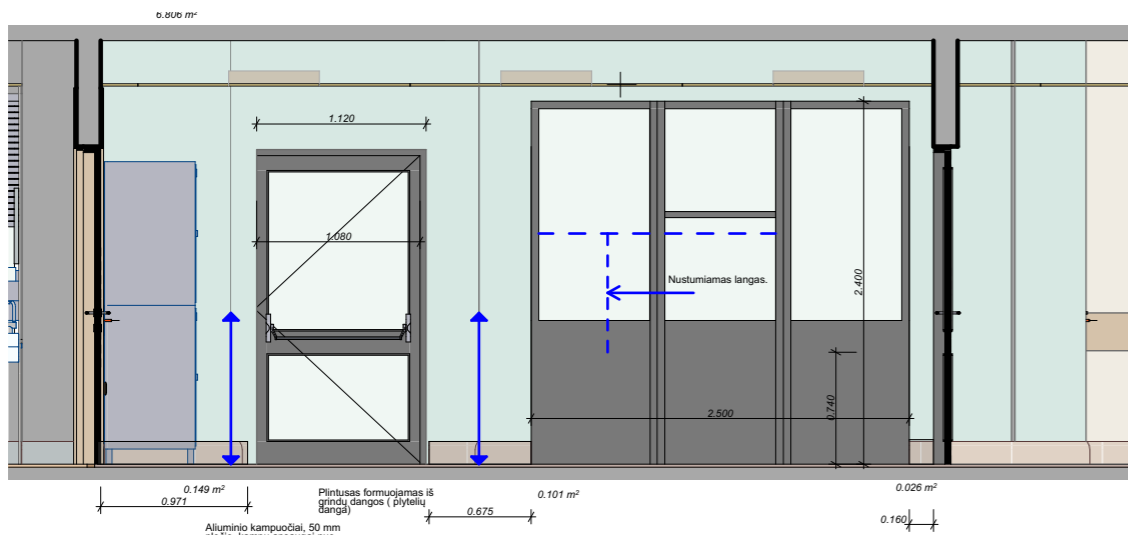 6.806 m²
1.120
1.080
Nustumiamas langas.
2.400
0.740
2.500
0.149 m²
0.971
Plintusas formuojamas iš
grindų dangos ( plytelių
danga)
0.675
0.101 m²
0.026 m²
0.160
Aliuminio kampuočiai, 50 mm